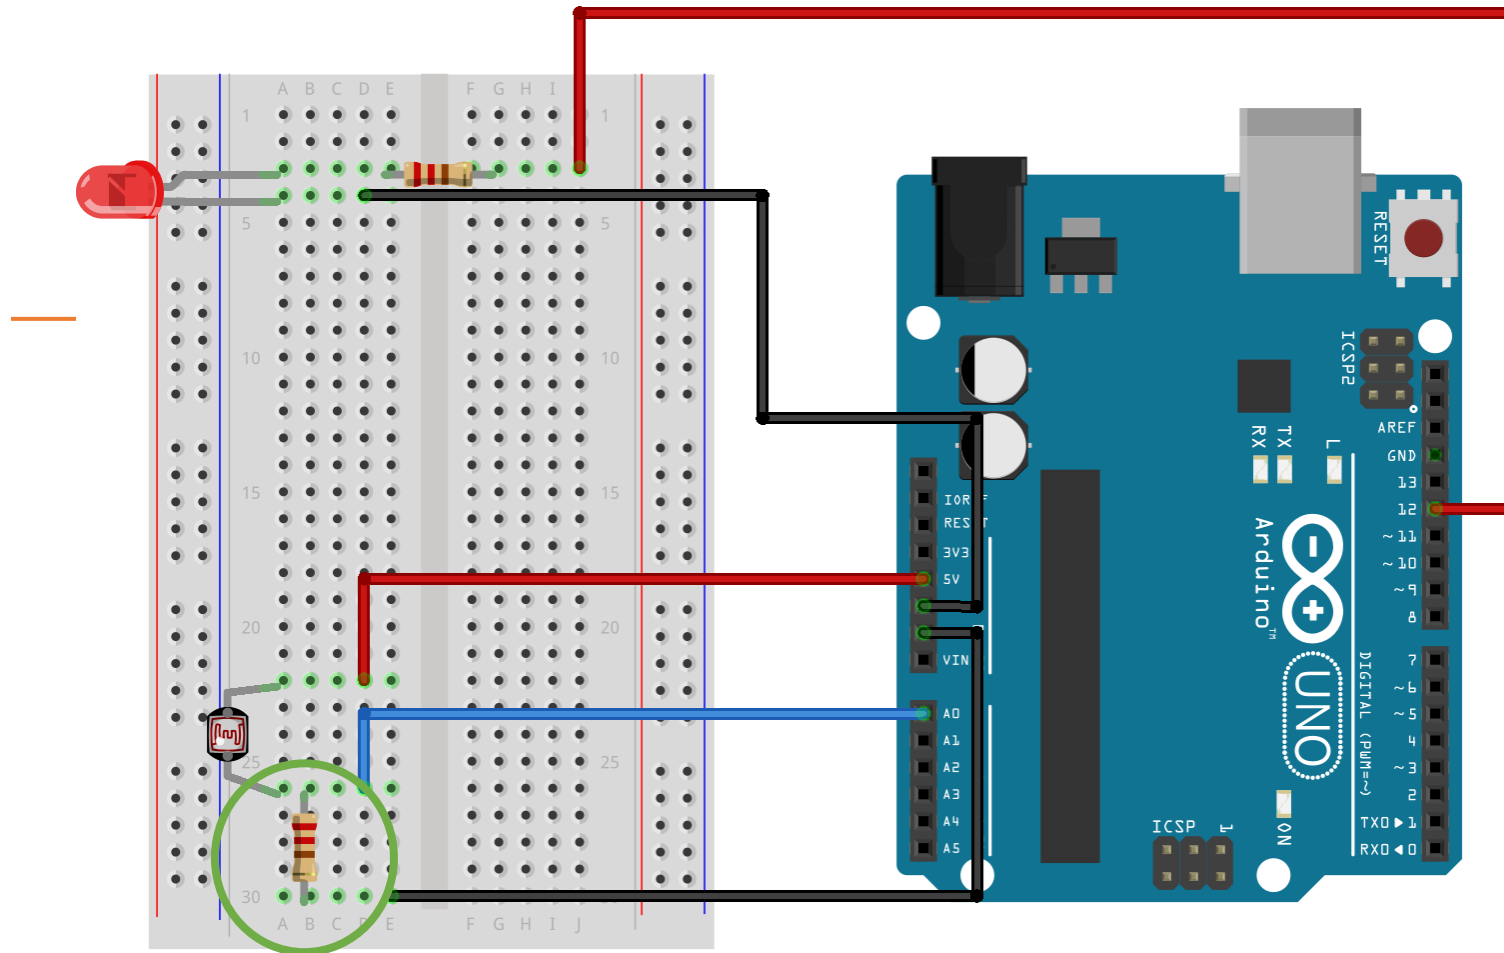 A B C D E F G H I
1 1
5 5
10 10
15 15
20 20
25 25
30
A B C D E F G H I J
RESET
ICSP2
AREF
GND
13
12
~11
~10
~9
8
7
~6
~5
4
~3
2
TX0▶1
RX0◀0
RX TX L
IOREF
RESET
3V3
5V
VIN
A0
A1
A2
A3
A4
A5
Arduino™
UNO
DIGITAL (PWM=~)
ON
ICSP 1